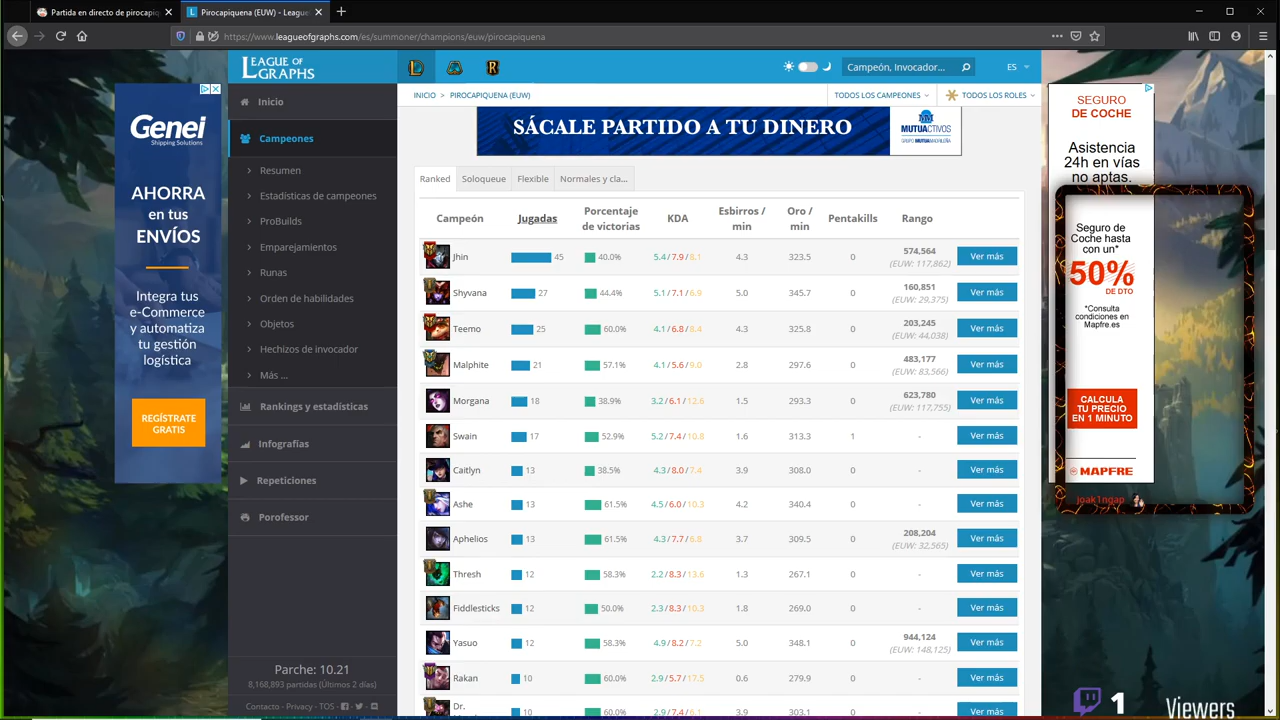 Partida en directo de pirocapiq
Pirocapiquena (EUW) - League
https://www.leagueofgraphs.com/es/summoner/champions/euw/pirocapiquena
LEAGUE OF GRAPHS
Campeón, Invocador...
ES
INICIO > PIROCAPIQUENA (EUW)
TODOS LOS CAMPEONES
TODOS LOS ROLES
Inicio
Campeones
Resumen
Estadísticas de campeones
ProBuilds
Emparejamientos
Runas
Orden de habilidades
Objetos
Hechizos de invocador
Más ...
Rankings y estadísticas
Infografías
Repeticiones
Porofessor
Parche: 10.21
8,168,893 partidas (Últimos 2 días)
Contacto - Privacy - TOS -
Genei
Shipping Solutions
AHORRA
en tus
ENVÍOS
Integra tus
e-Commerce
y automatiza
tu gestión
logística
REGÍSTRATE
GRATIS
SÁCALE PARTIDO A TU DINERO
MUTUACTIVOS
GRUPO MUTUAMADRILEÑA
Ranked Soloqueue Flexible Normales y cla...
Campeón Jugadas Porcentaje de victorias KDA Esbirros / min Oro / min Pentakills Rango
Jhin 45 40.0% 5.4 / 7.9 / 8.1 4.3 323.5 0 574,564 (EUW: 117,862) Ver más
Shyvana 27 44.4% 5.1 / 7.1 / 6.9 5.0 345.7 0 160,851 (EUW: 29,375) Ver más
Teemo 25 60.0% 4.1 / 6.8 / 8.4 4.3 325.8 0 203,245 (EUW: 44,038) Ver más
Malphite 21 57.1% 4.1 / 5.6 / 9.0 2.8 297.6 0 483,177 (EUW: 83,566) Ver más
Morgana 18 38.9% 3.2 / 6.1 / 12.6 1.5 293.3 0 623,780 (EUW: 117,755) Ver más
Swain 17 52.9% 5.2 / 7.4 / 10.8 1.6 313.3 1 - Ver más
Caitlyn 13 38.5% 4.3 / 8.0 / 7.4 3.9 308.0 0 - Ver más
Ashe 13 61.5% 4.5 / 6.0 / 10.3 4.2 340.4 0 - Ver más
Aphelios 13 61.5% 4.3 / 7.7 / 6.8 3.7 309.5 0 208,204 (EUW: 32,565) Ver más
Thresh 12 58.3% 2.2 / 8.3 / 13.6 1.3 267.1 0 - Ver más
Fiddlesticks 12 50.0% 2.3 / 8.3 / 10.3 1.8 269.0 0 - Ver más
Yasuo 12 58.3% 4.9 / 8.2 / 7.2 5.0 348.1 0 944,124 (EUW: 148,125) Ver más
Rakan 10 60.0% 2.9 / 5.7 / 17.5 0.6 279.9 0 - Ver más
Dr. 10 60.0% 2.9 / 7.4 / 6.1 3.9 303.1 0 - Ver más
SEGURO
DE COCHE
Asistencia
24h en vías
no aptas.
Seguro de
Coche hasta
con un*
50%
DE DTO
*Consulta
condiciones en
Mapfre.es
CALCULA
TU PRECIO
EN 1 MINUTO
MAPFRE
joak1ngap
1 Viewers